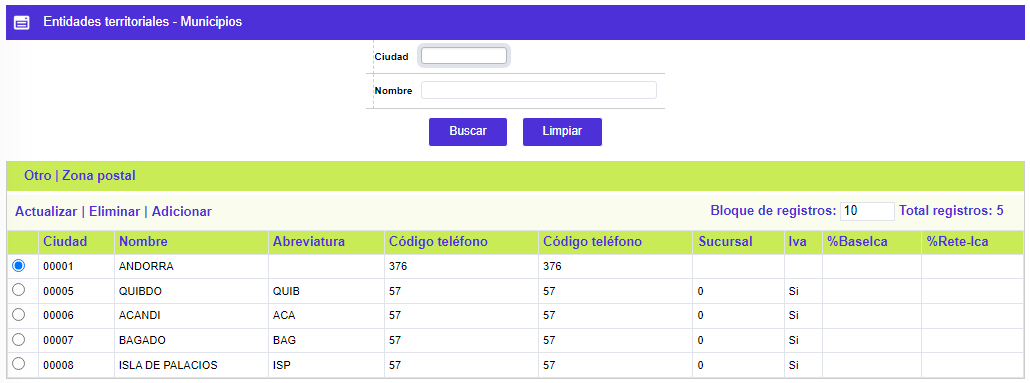 Entidades territoriales - Municipios
Ciudad
Nombre
Buscar Limpiar
Otro | Zona postal
Actualizar | Eliminar | Adicionar Bloque de registros: 10 Total registros: 5
Ciudad Nombre Abreviatura Código teléfono Código teléfono Sucursal Iva %BaseIca %Rete-Ica
00001 ANDORRA 376 376
00005 QUIBDO QUIB 57 57 0 Si
00006 ACANDI ACA 57 57 0 Si
00007 BAGADO BAG 57 57 0 Si
00008 ISLA DE PALACIOS ISP 57 57 0 Si